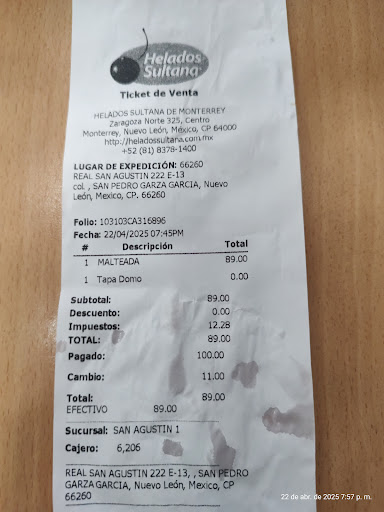 Helados
Sultana
Ticket de Venta
HELADOS SULTANA DE MONTERREY
Zaragoza Norte 325, Centro
Monterrey, Nuevo León, México, CP 64000
http://heladossultana.com.mx
+52 (81) 8378-1400
LUGAR DE EXPEDICIÓN: 66260
REAL SAN AGUSTIN 222 E-13
col , SAN PEDRO GARZA GARCIA, Nuevo
León, Mexico, CP. 66260
Folio: 103103CA316896
Fecha: 22/04/2025 07:45PM
# Descripción Total
1 MALTEADA 89.00
1 Tapa Domo 0.00
Subtotal: 89.00
Descuento: 0.00
Impuestos: 12.28
TOTAL: 89.00
Pagado: 100.00
Cambio: 11.00
Total: 89.00
EFECTIVO 89.00
Sucursal: SAN AGUSTIN 1
Cajero: 6,206
REAL SAN AGUSTIN 222 E-13, , SAN PEDRO
GARZA GARCIA, Nuevo León, Mexico, CP
66260
22 de abr. de 2025 7:57 p. m.